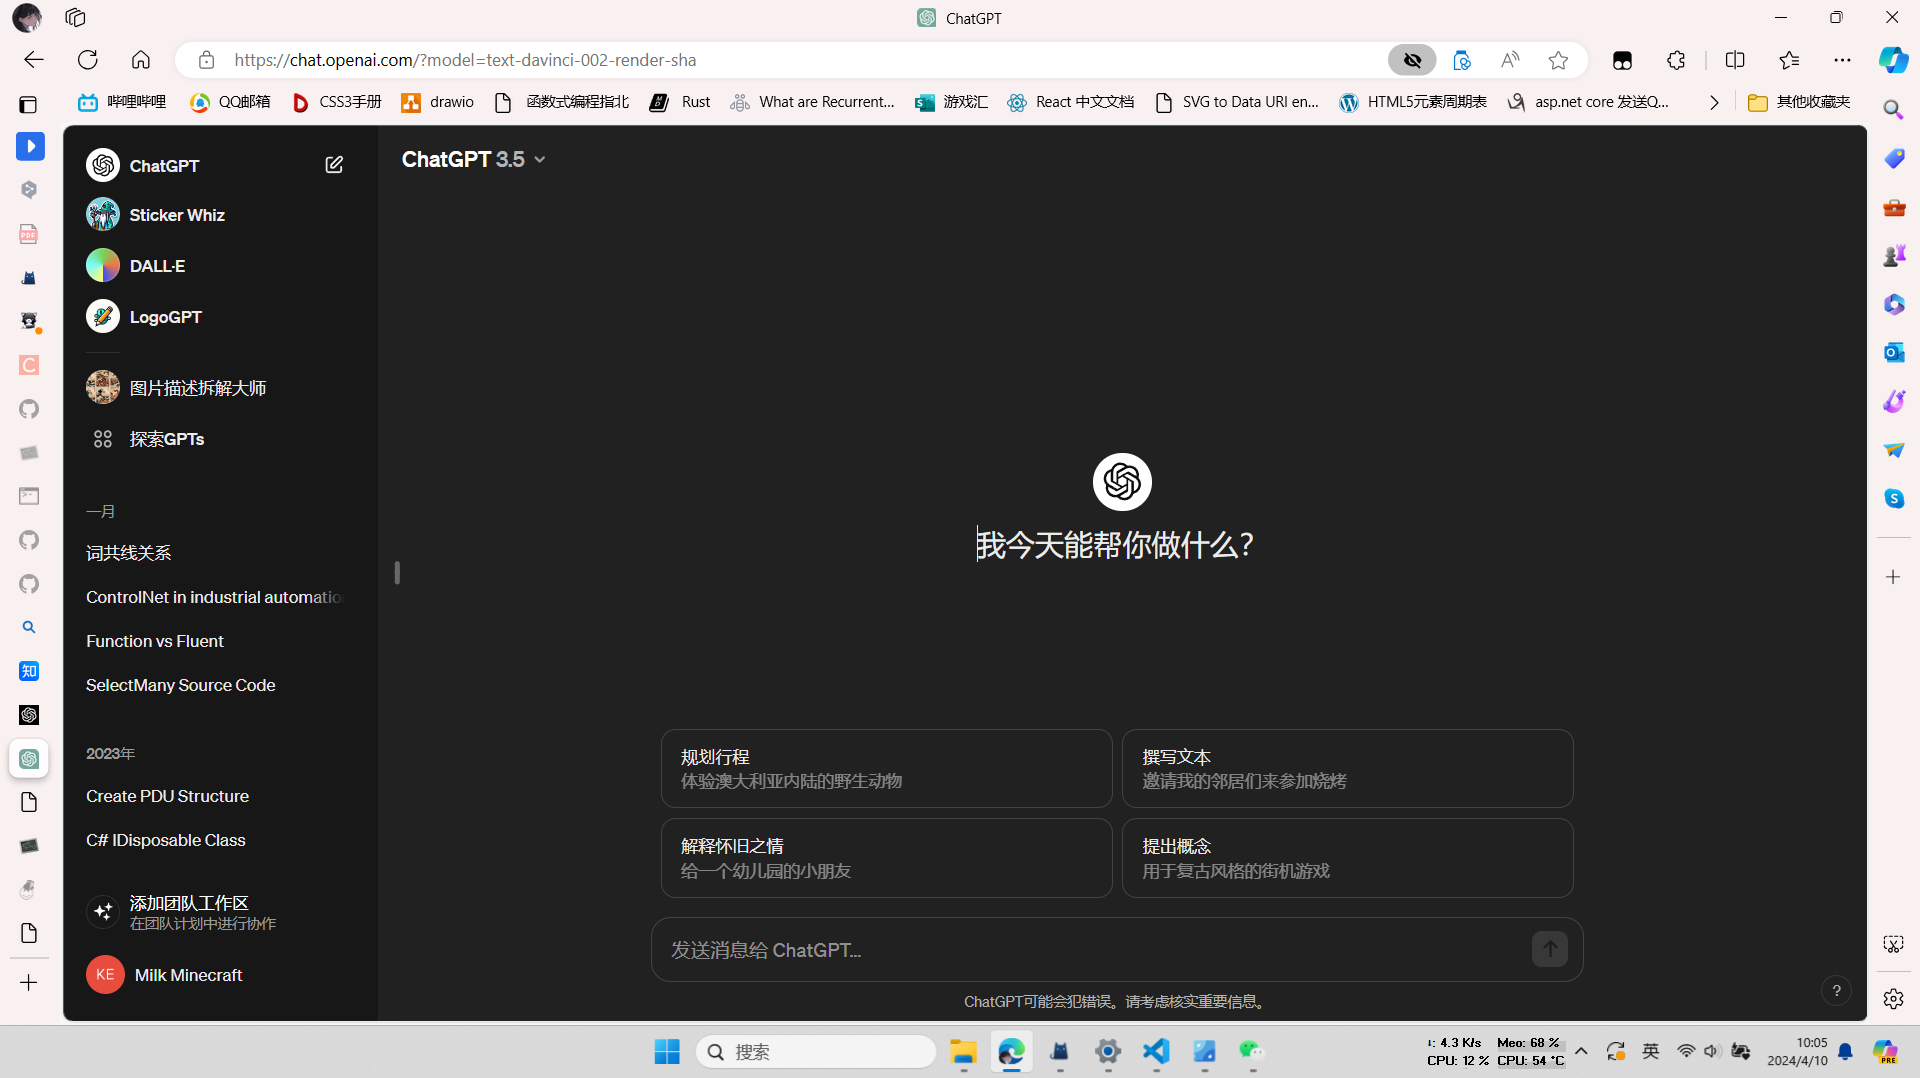 ChatGPT
https://chat.openai.com/?model=text-davinci-002-render-sha
哔哩哔哩
QQ邮箱
CSS3手册
drawio
函数式编程指北
Rust
What are Recurrent...
游戏汇
React 中文文档
SVG to Data URI en...
HTML5元素周期表
asp.net core 发送Q...
其他收藏夹
ChatGPT
Sticker Whiz
DALL·E
LogoGPT
图片描述拆解大师
探索GPTs
一月
词共线关系
ControlNet in industrial automatio
Function vs Fluent
SelectMany Source Code
2023年
Create PDU Structure
C# IDisposable Class
添加团队工作区
在团队计划中进行协作
KE
Milk Minecraft
ChatGPT 3.5
我今天能帮你做什么？
规划行程
体验澳大利亚内陆的野生动物
撰写文本
邀请我的邻居们来参加烧烤
解释怀旧之情
给一个幼儿园的小朋友
提出概念
用于复古风格的街机游戏
发送消息给 ChatGPT...
ChatGPT可能会犯错误。请考虑核实重要信息。
?
搜索
↓: 4.3 K/s Meo: 68 %
CPU: 12 % CPU: 54 °C
英
10:05
2024/4/10
PRE
PDF
知